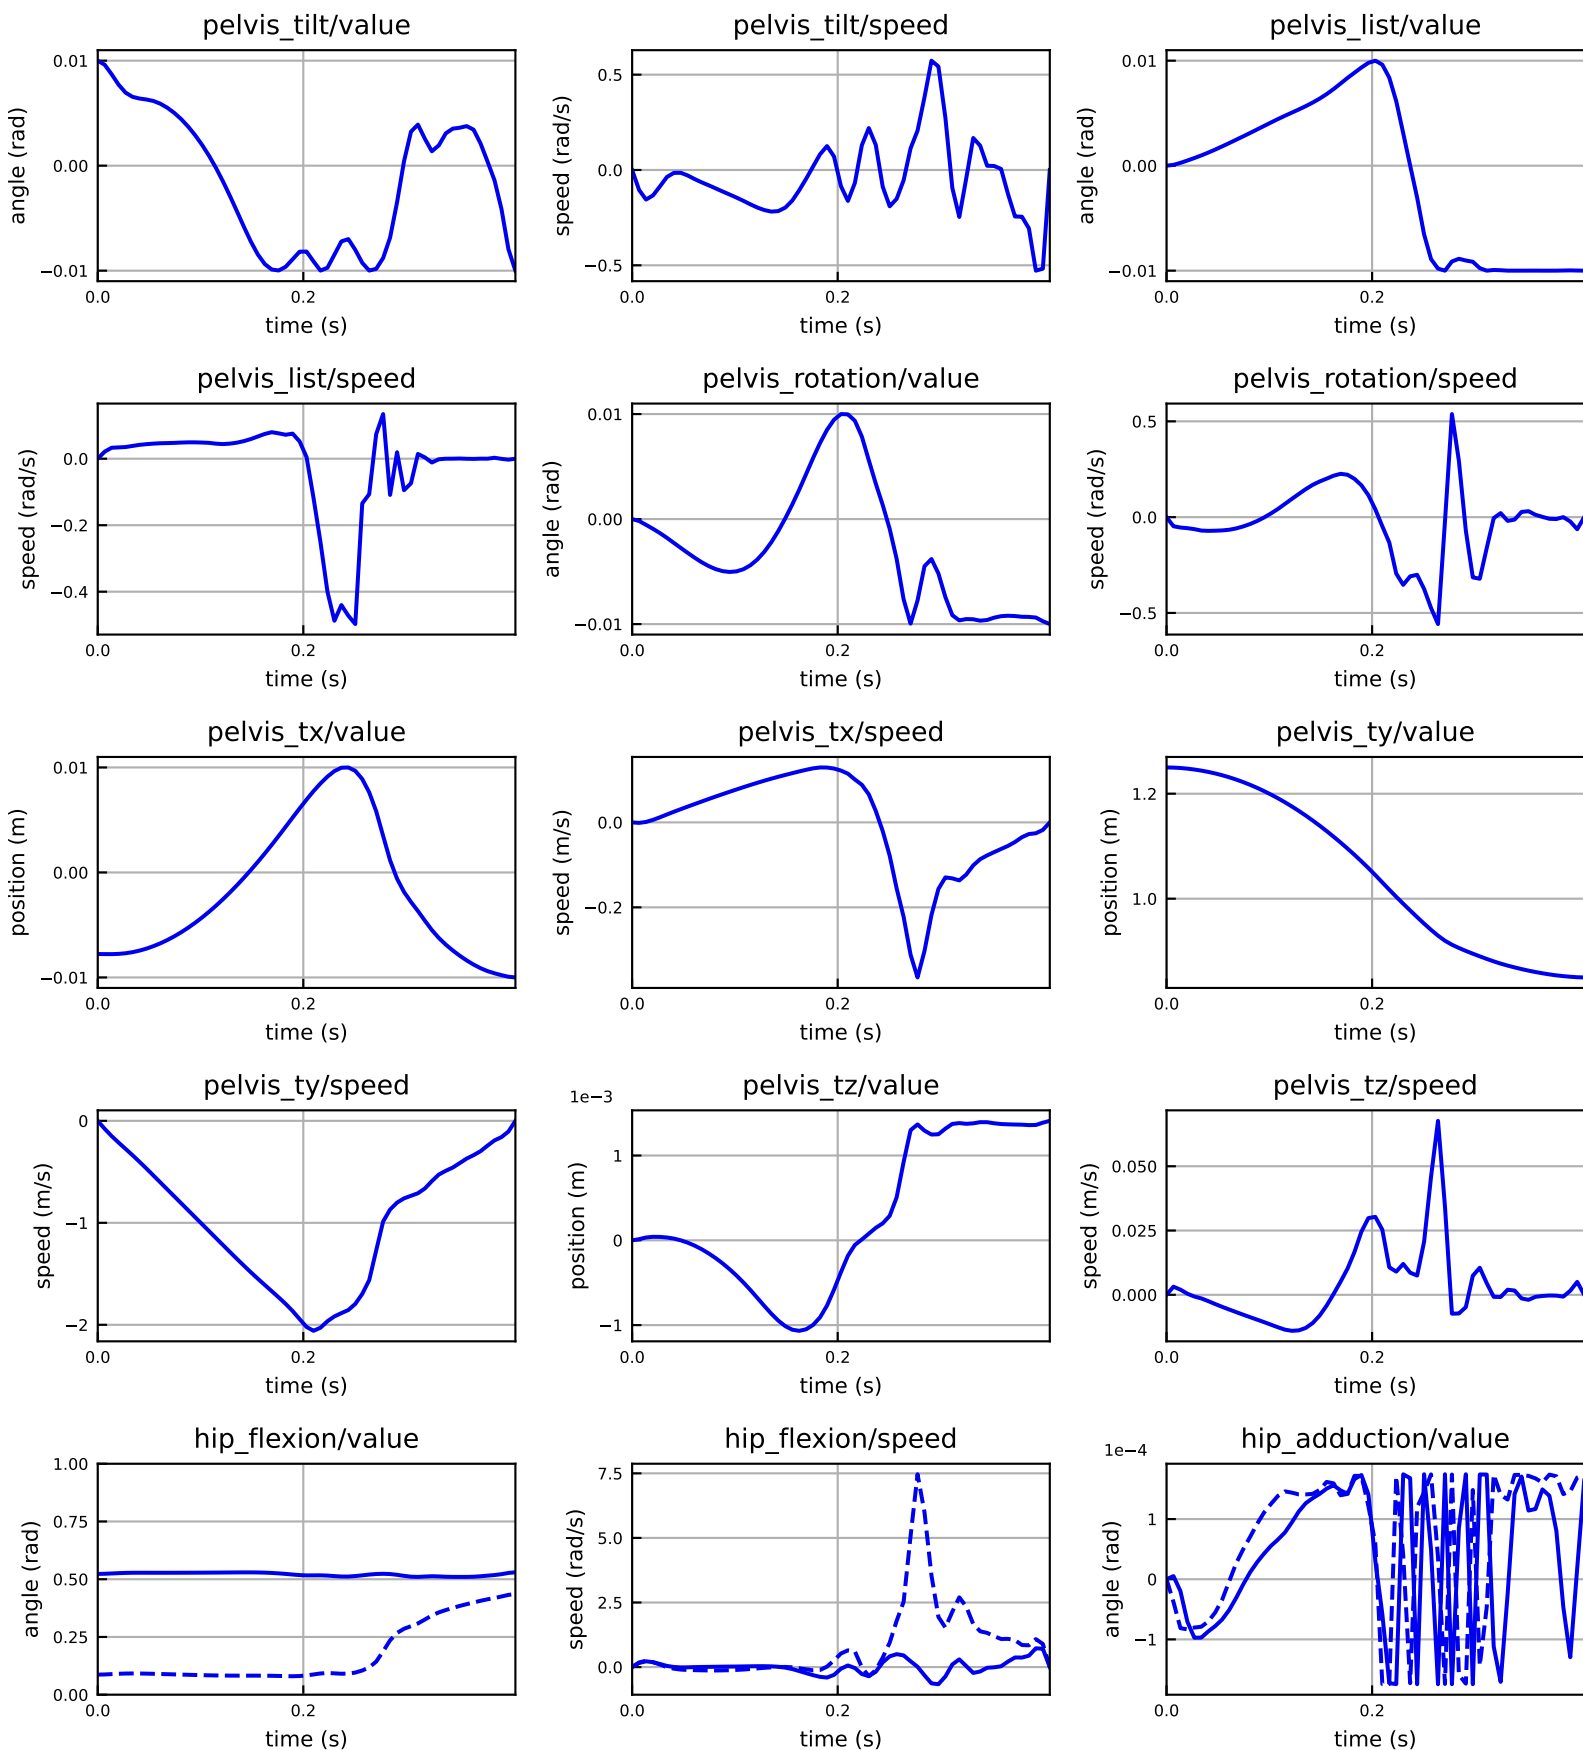 pelvis_tilt/value
pelvis_tilt/speed
pelvis_list/value
angle (rad)
0.01
0.00
−0.01
0.0
0.2
time (s)
speed (rad/s)
0.5
0.0
−0.5
0.0
0.2
time (s)
angle (rad)
0.01
0.00
−0.01
0.0
0.2
time (s)
pelvis_list/speed
pelvis_rotation/value
pelvis_rotation/speed
speed (rad/s)
0.0
−0.2
−0.4
0.0
0.2
time (s)
angle (rad)
0.01
0.00
−0.01
0.0
0.2
time (s)
speed (rad/s)
0.5
0.0
−0.5
0.0
0.2
time (s)
pelvis_tx/value
pelvis_tx/speed
pelvis_ty/value
position (m)
0.01
0.00
−0.01
0.0
0.2
time (s)
speed (m/s)
0.0
−0.2
0.0
0.2
time (s)
position (m)
1.2
1.0
0.0
0.2
time (s)
pelvis_ty/speed
pelvis_tz/value
pelvis_tz/speed
speed (m/s)
0
−1
−2
0.0
0.2
time (s)
1e−3
position (m)
1
0
−1
0.0
0.2
time (s)
speed (m/s)
0.050
0.025
0.000
0.0
0.2
time (s)
hip_flexion/value
hip_flexion/speed
hip_adduction/value
angle (rad)
1.00
0.75
0.50
0.25
0.00
0.0
0.2
time (s)
speed (rad/s)
7.5
5.0
2.5
0.0
0.0
0.2
time (s)
1e−4
angle (rad)
1
0
−1
0.0
0.2
time (s)